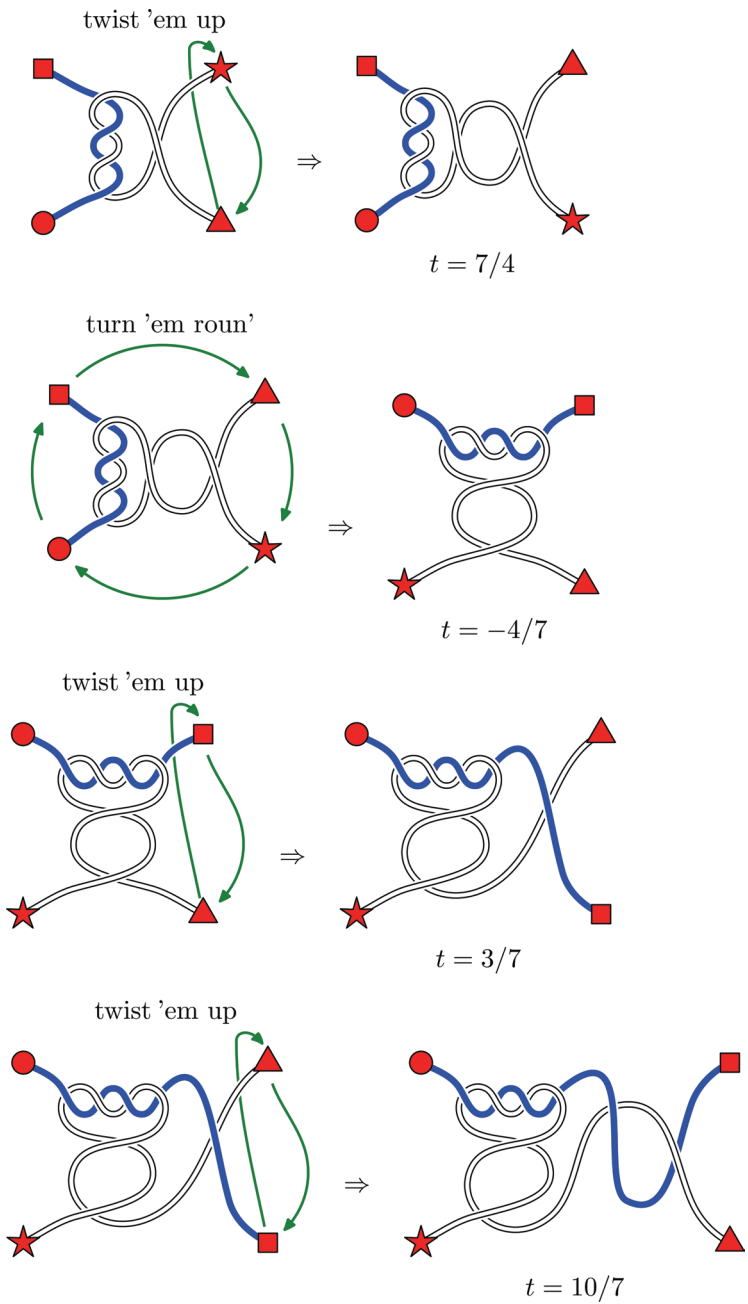 twist ’em up
⇒
t = 7/4
turn ’em roun’
⇒
t = −4/7
twist ’em up
⇒
t = 3/7
twist ’em up
⇒
t = 10/7